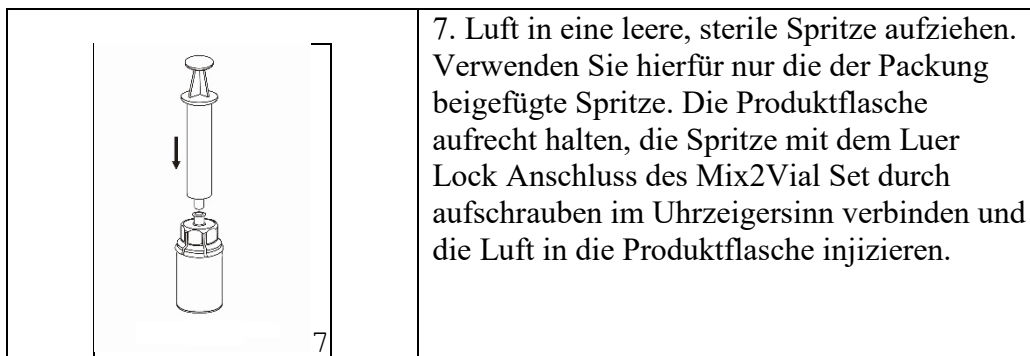 7. Luft in eine leere, sterile Spritze aufziehen.
Verwenden Sie hierfür nur die der Packung
beigefügte Spritze. Die Produktflasche
aufrecht halten, die Spritze mit dem Luer
Lock Anschluss des Mix2Vial Set durch
aufschrauben im Uhrzeigersinn verbinden und
die Luft in die Produktflasche injizieren.
7